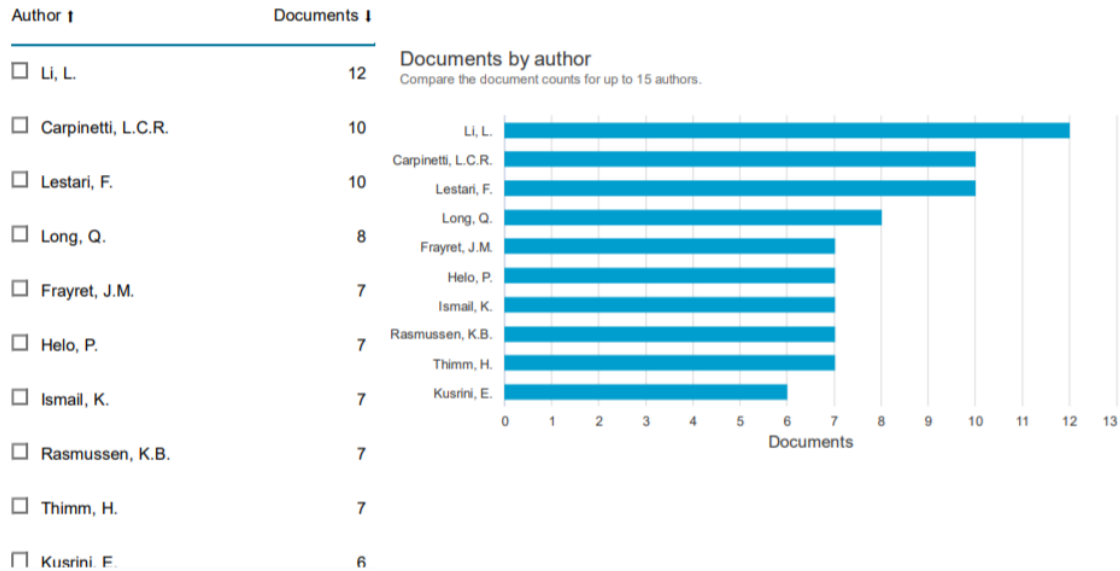 Author ↑ Documents ↓
Li, L. 12
Carpinetti, L.C.R. 10
Lestari, F. 10
Long, Q. 8
Frayret, J.M. 7
Helo, P. 7
Ismail, K. 7
Rasmussen, K.B. 7
Thimm, H. 7
Kusrini, E. 6
Documents by author
Compare the document counts for up to 15 authors.
Li, L.
Carpinetti, L.C.R.
Lestari, F.
Long, Q.
Frayret, J.M.
Helo, P.
Ismail, K.
Rasmussen, K.B.
Thimm, H.
Kusrini, E.
0 1 2 3 4 5 6 7 8 9 10 11 12 13
Documents